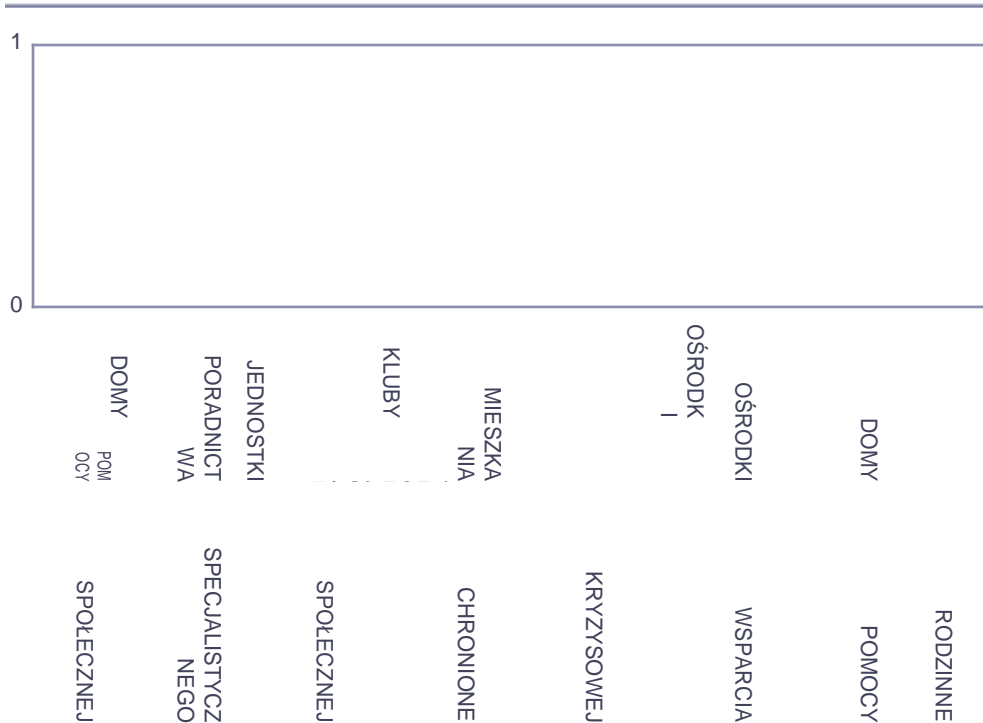 1
0
DOMY
POM
OCY
SPOŁECZNEJ
PORADNICT
WA
SPECJALISTYCZ
NEGO
JEDNOSTKI
SPOŁECZNEJ
KLUBY
MIESZKA
NIA
CHRONIONE
KRYZYSOWEJ
OŚRODK
I
OŚRODKI
WSPARCIA
DOMY
POMOCY
RODZINNE